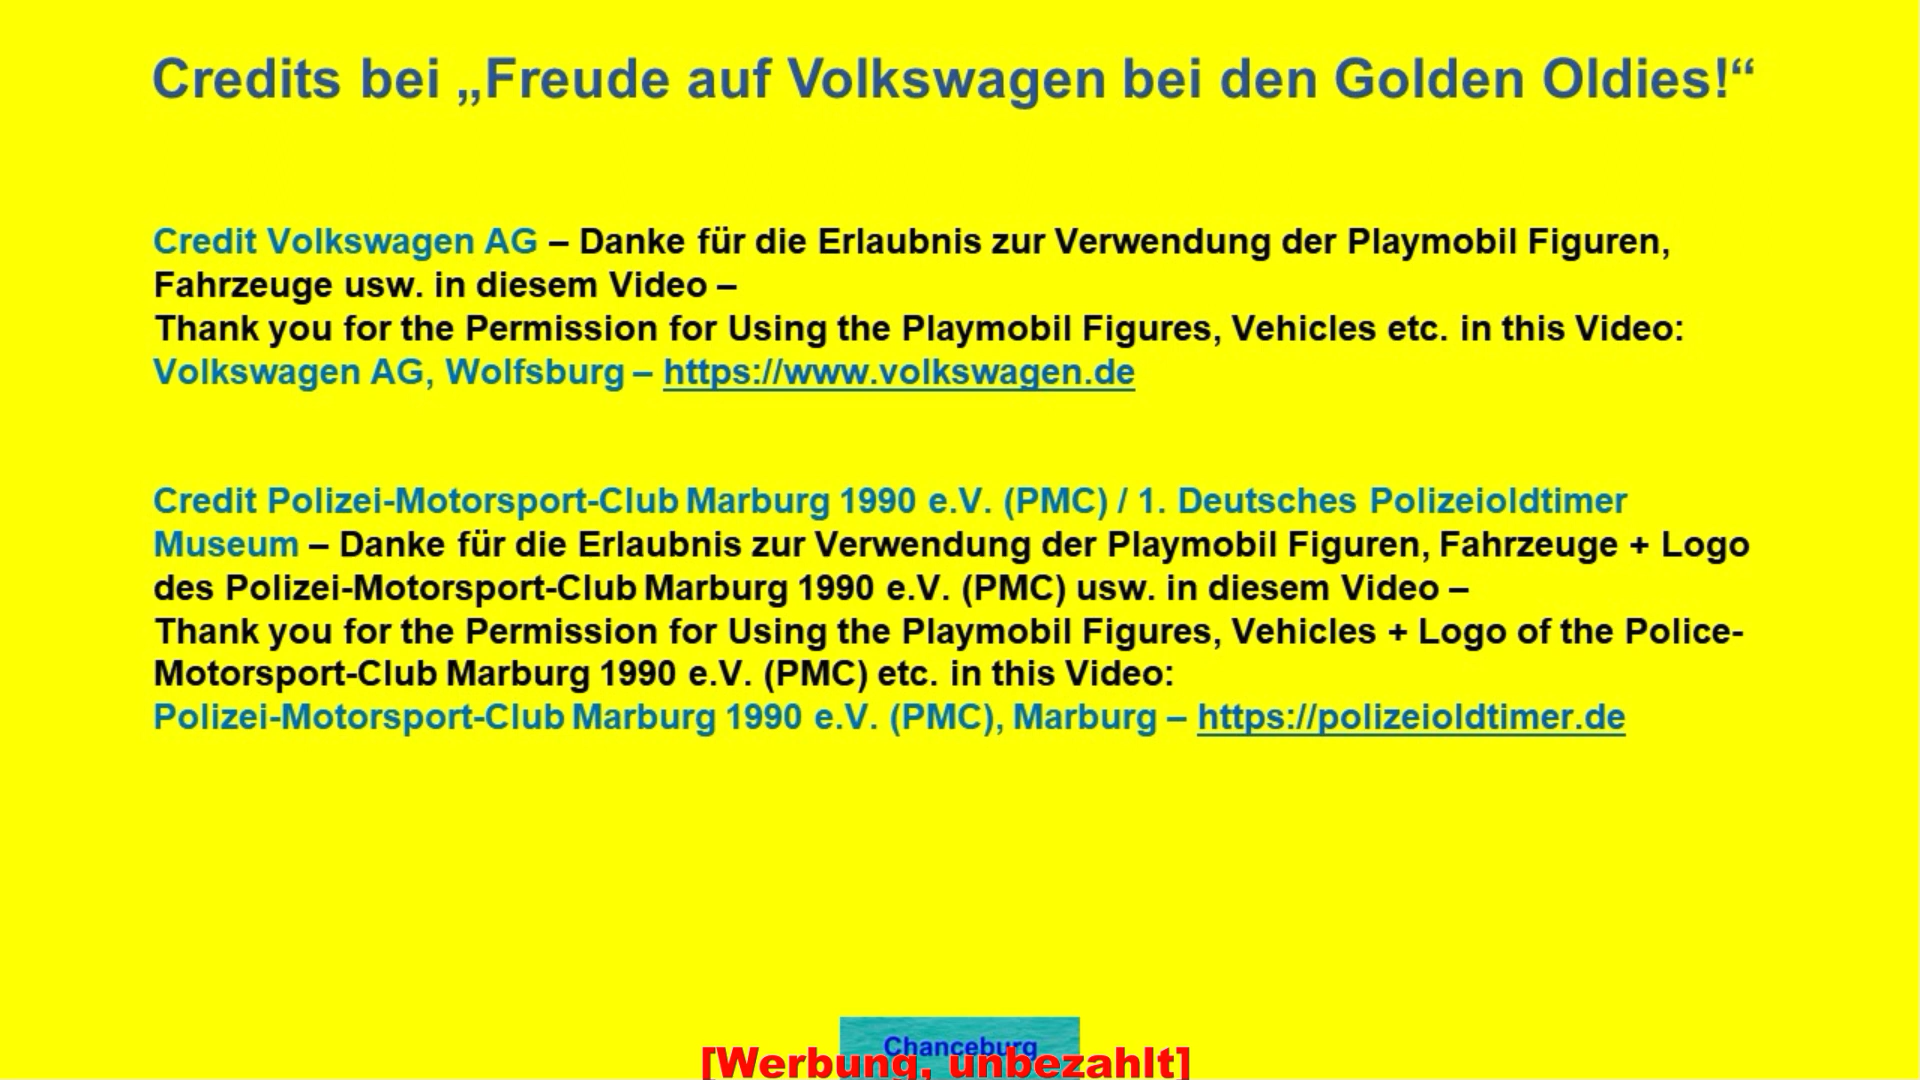 Credits bei „Freude auf Volkswagen bei den Golden Oldies!“
Credit Volkswagen AG – Danke für die Erlaubnis zur Verwendung der Playmobil Figuren,
Fahrzeuge usw. in diesem Video –
Thank you for the Permission for Using the Playmobil Figures, Vehicles etc. in this Video:
Volkswagen AG, Wolfsburg – https://www.volkswagen.de
Credit Polizei-Motorsport-Club Marburg 1990 e.V. (PMC) / 1. Deutsches Polizeioldtimer
Museum – Danke für die Erlaubnis zur Verwendung der Playmobil Figuren, Fahrzeuge + Logo
des Polizei-Motorsport-Club Marburg 1990 e.V. (PMC) usw. in diesem Video –
Thank you for the Permission for Using the Playmobil Figures, Vehicles + Logo of the Police-
Motorsport-Club Marburg 1990 e.V. (PMC) etc. in this Video:
Polizei-Motorsport-Club Marburg 1990 e.V. (PMC), Marburg – https://polizeioldtimer.de
Chanceburg
[Werbung, unbezahlt]